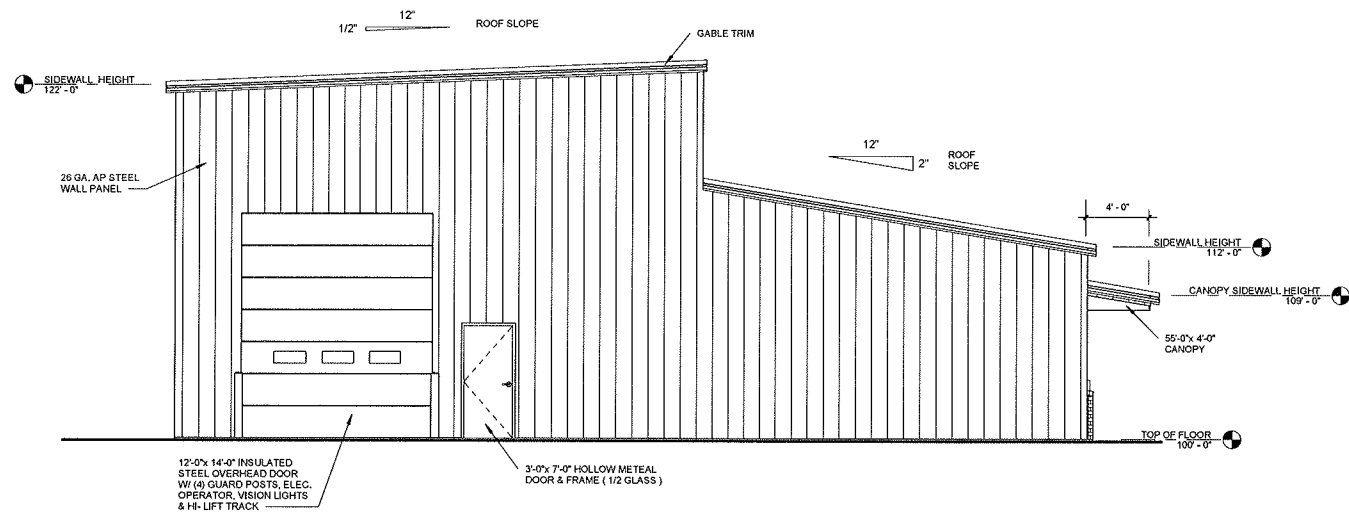 12"
1/2"
ROOF SLOPE
GABLE TRIM
SIDEWALL HEIGHT
122' - 0"
26 GA. AP STEEL
WALL PANEL
12"
2"
ROOF
SLOPE
4' - 0"
SIDEWALL HEIGHT
112' - 0"
CANOPY SIDEWALL HEIGHT
109' - 0"
55'-0"x 4'-0"
CANOPY
TOP OF FLOOR
100' - 0"
12'-0"x 14'-0" INSULATED
STEEL OVERHEAD DOOR
W/ (4) GUARD POSTS, ELEC.
OPERATOR, VISION LIGHTS
& HI- LIFT TRACK
3'-0"x 7'-0" HOLLOW METEAL
DOOR & FRAME ( 1/2 GLASS )